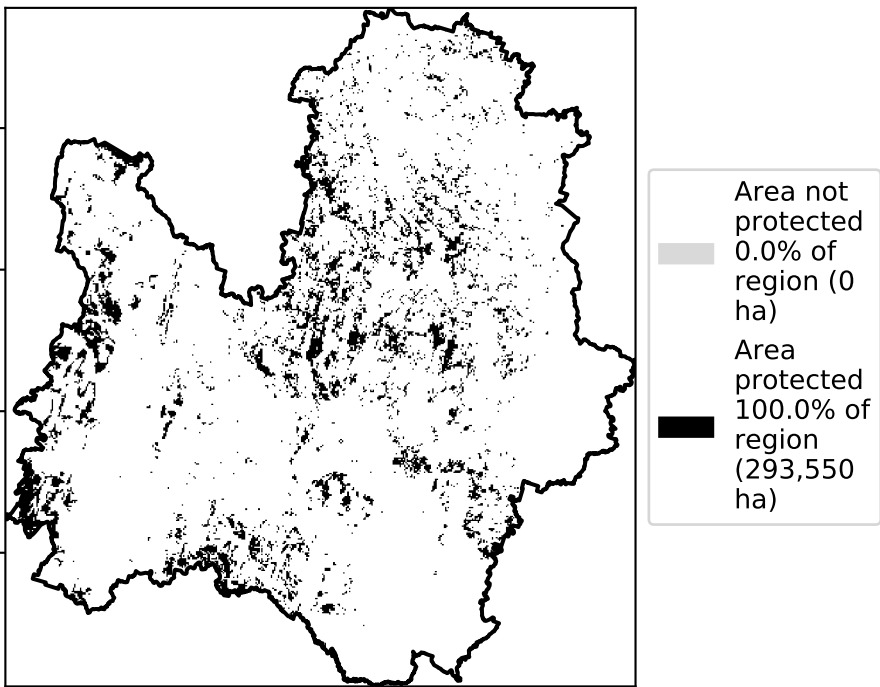 Area not
protected
0.0% of
region (0
ha)
Area
protected
100.0% of
region
(293,550
ha)